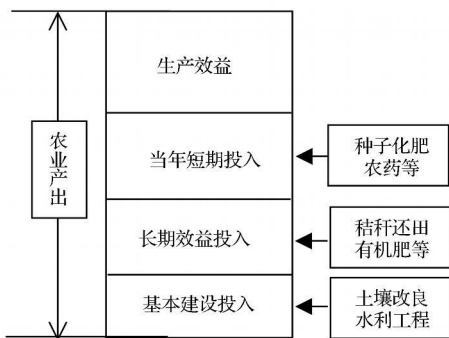 生产效益
当年短期投入
长期效益投入
基本建设投入
农业产出
种子化肥
农药等
秸秆还田
有机肥等
土壤改良
水利工程